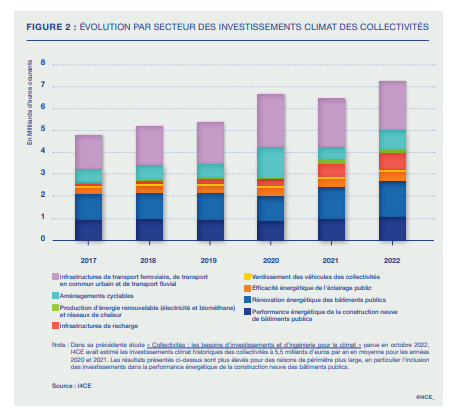 FIGURE 2 : ÉVOLUTION PAR SECTEUR DES INVESTISSEMENTS CLIMAT DES COLLECTIVITÉS
En Milliards d'euros courants
8
7
6
5
4
3
2
1
0
2017 2018 2019 2020 2021 2022
Infrastructures de transport ferroviaire, de transport
en commun urbain et de transport fluvial
Aménagements cyclables
Production d'énergie renouvelable (électricité et biométhane)
et réseaux de chaleur
Infrastructures de recharge
Verdissement des véhicules des collectivités
Efficacité énergétique de l'éclairage public
Rénovation énergétique des bâtiments publics
Performance énergétique de la construction neuve
de bâtiments publics
Note : Dans sa précédente étude « Collectivités : les besoins d'investissements et d'ingénierie pour le climat » parue en octobre 2022,
I4CE avait estimé les investissements climat historiques des collectivités à 5,5 milliards d'euros par an en moyenne pour les années
2020 et 2021. Les résultats présentés ci-dessus sont plus élevés pour des raisons de périmètre plus large, en particulier l'inclusion
des investissements dans la performance énergétique de la construction neuve des bâtiments publics.
Source : I4CE
@I4CE_